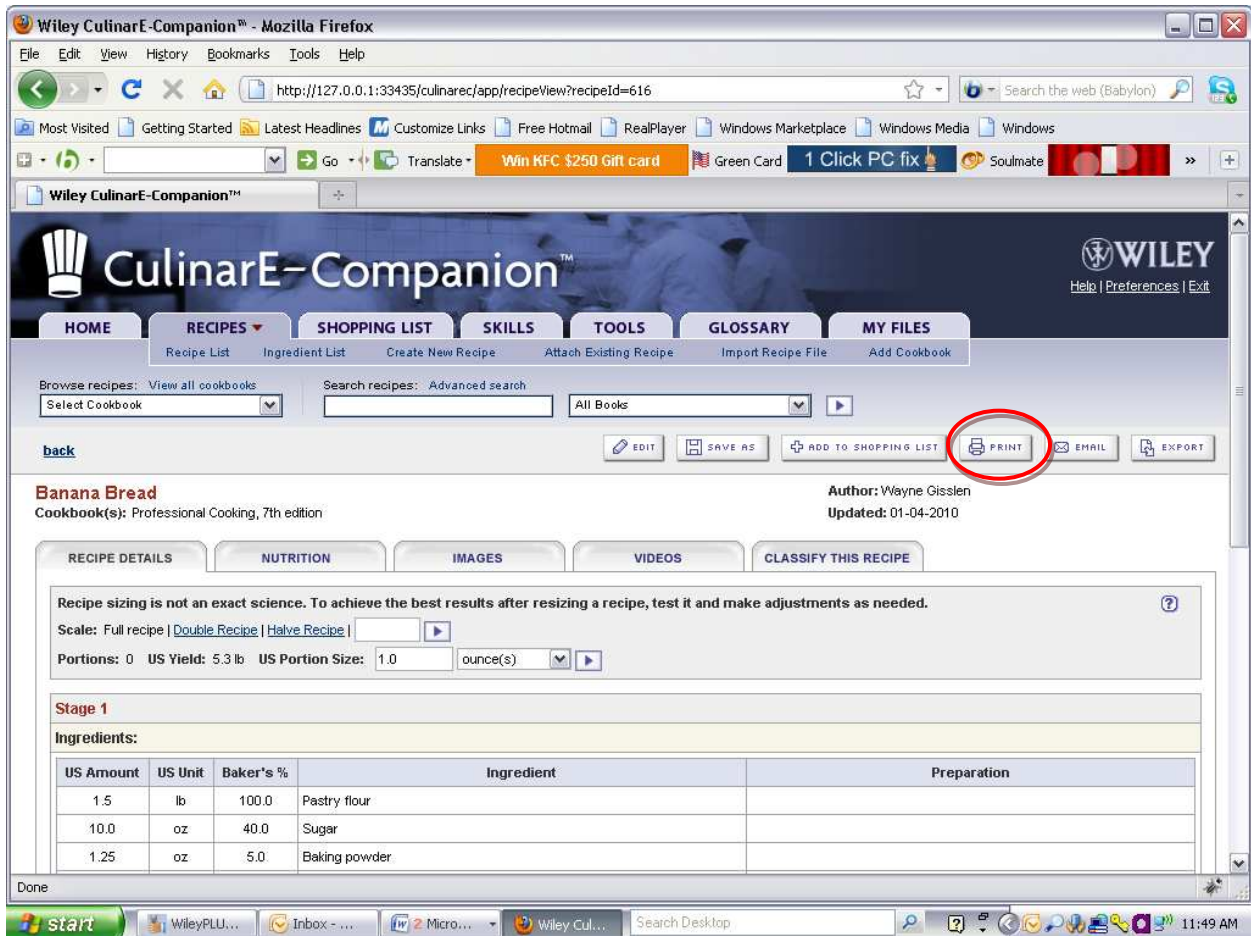 Wiley CulinarE-Companion™ - Mozilla Firefox
File Edit View History Bookmarks Tools Help
http://127.0.0.1:33435/culinarec/app/recipeView?recipeId=616 Search the web (Babylon)
Most Visited Getting Started Latest Headlines Customize Links Free Hotmail RealPlayer Windows Marketplace Windows Media Windows
Go Translate Win KFC $250 Gift card Green Card 1 Click PC fix Soulmate »
Wiley CulinarE-Companion™
CulinarE-Companion™ WILEY
Help | Preferences | Exit
HOME RECIPES SHOPPING LIST SKILLS TOOLS GLOSSARY MY FILES
Recipe List Ingredient List Create New Recipe Attach Existing Recipe Import Recipe File Add Cookbook
Browse recipes: View all cookbooks Search recipes: Advanced search
Select Cookbook All Books
back EDIT SAVE AS ADD TO SHOPPING LIST PRINT EMAIL EXPORT
Banana Bread Author: Wayne Gisslen
Cookbook(s): Professional Cooking, 7th edition Updated: 01-04-2010
RECIPE DETAILS NUTRITION IMAGES VIDEOS CLASSIFY THIS RECIPE
Recipe sizing is not an exact science. To achieve the best results after resizing a recipe, test it and make adjustments as needed. ?
Scale: Full recipe | Double Recipe | Halve Recipe |
Portions: 0 US Yield: 5.3 lb US Portion Size: 1.0 ounce(s)
Stage 1
Ingredients:
US Amount US Unit Baker's % Ingredient Preparation
1.5 lb 100.0 Pastry flour
10.0 oz 40.0 Sugar
1.25 oz 5.0 Baking powder
Done
start WileyPLU... Inbox - ... 2 Micro... Wiley Cul... Search Desktop 11:49 AM